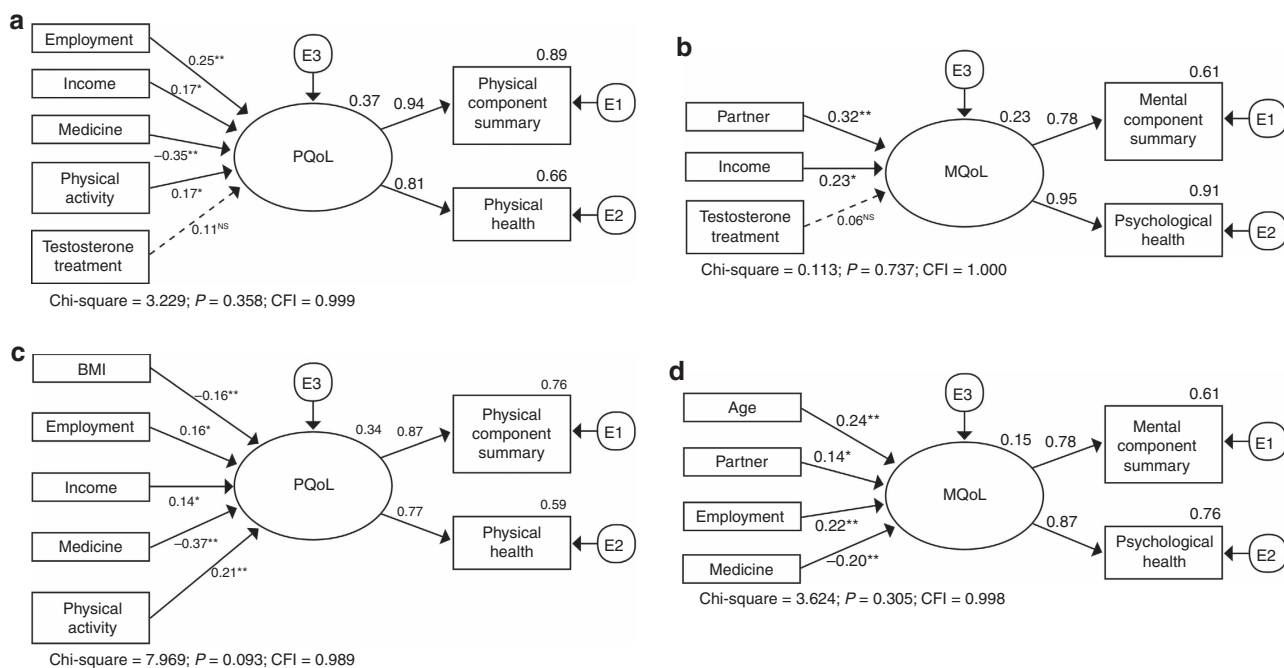 a
Employment
Income
Medicine
Physical
activity
Testosterone
treatment
0.25**
0.17*
–0.35**
0.17*
0.11NS
E3
PQoL
0.37
0.94
0.81
0.89
Physical
component
summary
E1
0.66
Physical
health
E2
Chi-square = 3.229; P = 0.358; CFI = 0.999
b
Partner
Income
Testosterone
treatment
0.32**
0.23*
0.06NS
E3
MQoL
0.23
0.78
0.95
0.61
Mental
component
summary
E1
0.91
Psychological
health
E2
Chi-square = 0.113; P = 0.737; CFI = 1.000
c
BMI
Employment
Income
Medicine
Physical
activity
–0.16**
0.16*
0.14*
–0.37**
0.21**
E3
PQoL
0.34
0.87
0.77
0.76
Physical
component
summary
E1
0.59
Physical
health
E2
Chi-square = 7.969; P = 0.093; CFI = 0.989
d
Age
Partner
Employment
Medicine
0.24**
0.14*
0.22**
–0.20**
E3
MQoL
0.15
0.78
0.87
0.61
Mental
component
summary
E1
0.76
Psychological
health
E2
Chi-square = 3.624; P = 0.305; CFI = 0.998